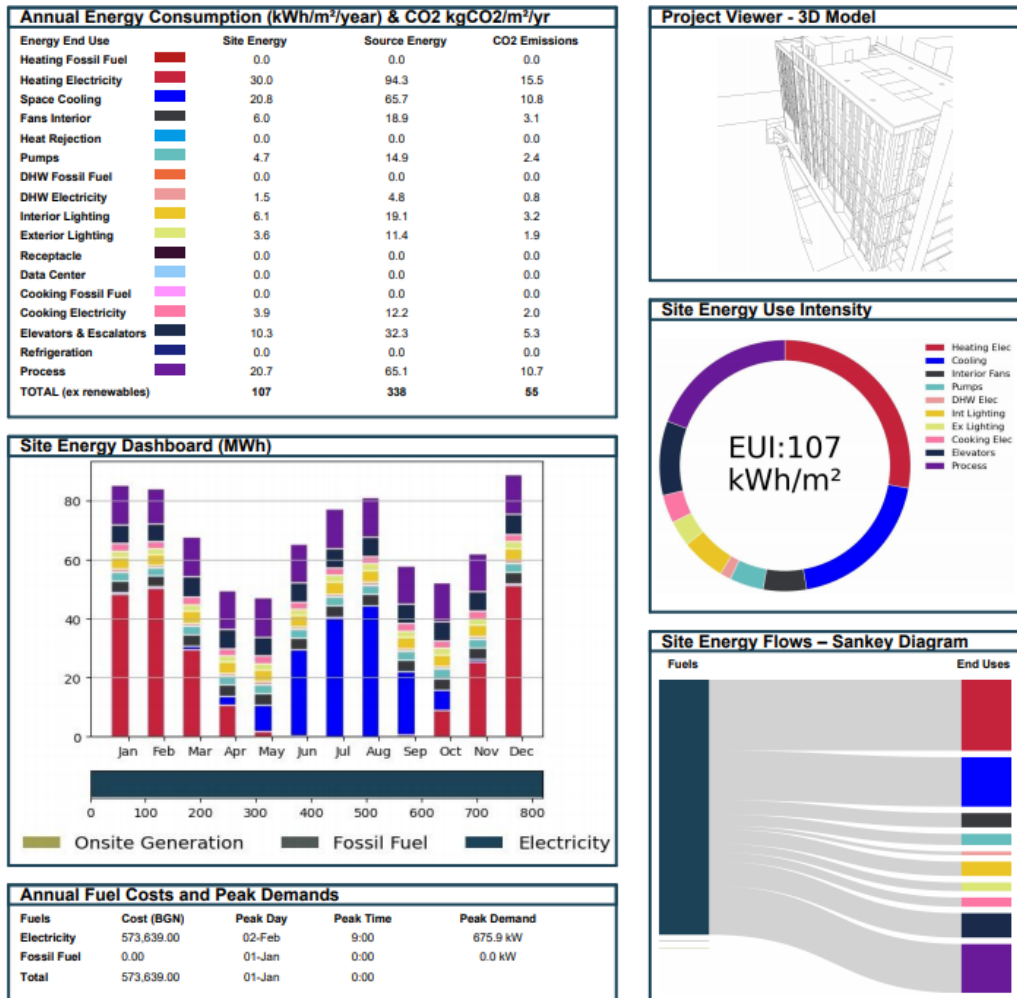 Annual Energy Consumption (kWh/m²/year) & CO2 kgCO2/m²/yr
Energy End Use Site Energy Source Energy CO2 Emissions
Heating Fossil Fuel 0.0 0.0 0.0
Heating Electricity 30.0 94.3 15.5
Space Cooling 20.8 65.7 10.8
Fans Interior 6.0 18.9 3.1
Heat Rejection 0.0 0.0 0.0
Pumps 4.7 14.9 2.4
DHW Fossil Fuel 0.0 0.0 0.0
DHW Electricity 1.5 4.8 0.8
Interior Lighting 6.1 19.1 3.2
Exterior Lighting 3.6 11.4 1.9
Receptacle 0.0 0.0 0.0
Data Center 0.0 0.0 0.0
Cooking Fossil Fuel 0.0 0.0 0.0
Cooking Electricity 3.9 12.2 2.0
Elevators & Escalators 10.3 32.3 5.3
Refrigeration 0.0 0.0 0.0
Process 20.7 65.1 10.7
TOTAL (ex renewables) 107 338 55
Site Energy Dashboard (MWh)
80
60
40
20
0
Jan Feb Mar Apr May Jun Jul Aug Sep Oct Nov Dec
0 100 200 300 400 500 600 700 800
Onsite Generation Fossil Fuel Electricity
Annual Fuel Costs and Peak Demands
Fuels Cost (BGN) Peak Day Peak Time Peak Demand
Electricity 573,639.00 02-Feb 9:00 675.9 kW
Fossil Fuel 0.00 01-Jan 0:00 0.0 kW
Total 573,639.00 01-Jan 0:00
Project Viewer - 3D Model
Site Energy Use Intensity
Heating Elec
Cooling
Interior Fans
Pumps
DHW Elec
Int Lighting
Ex Lighting
Cooking Elec
Elevators
Process
EUI:107
kWh/m²
Site Energy Flows – Sankey Diagram
Fuels End Uses